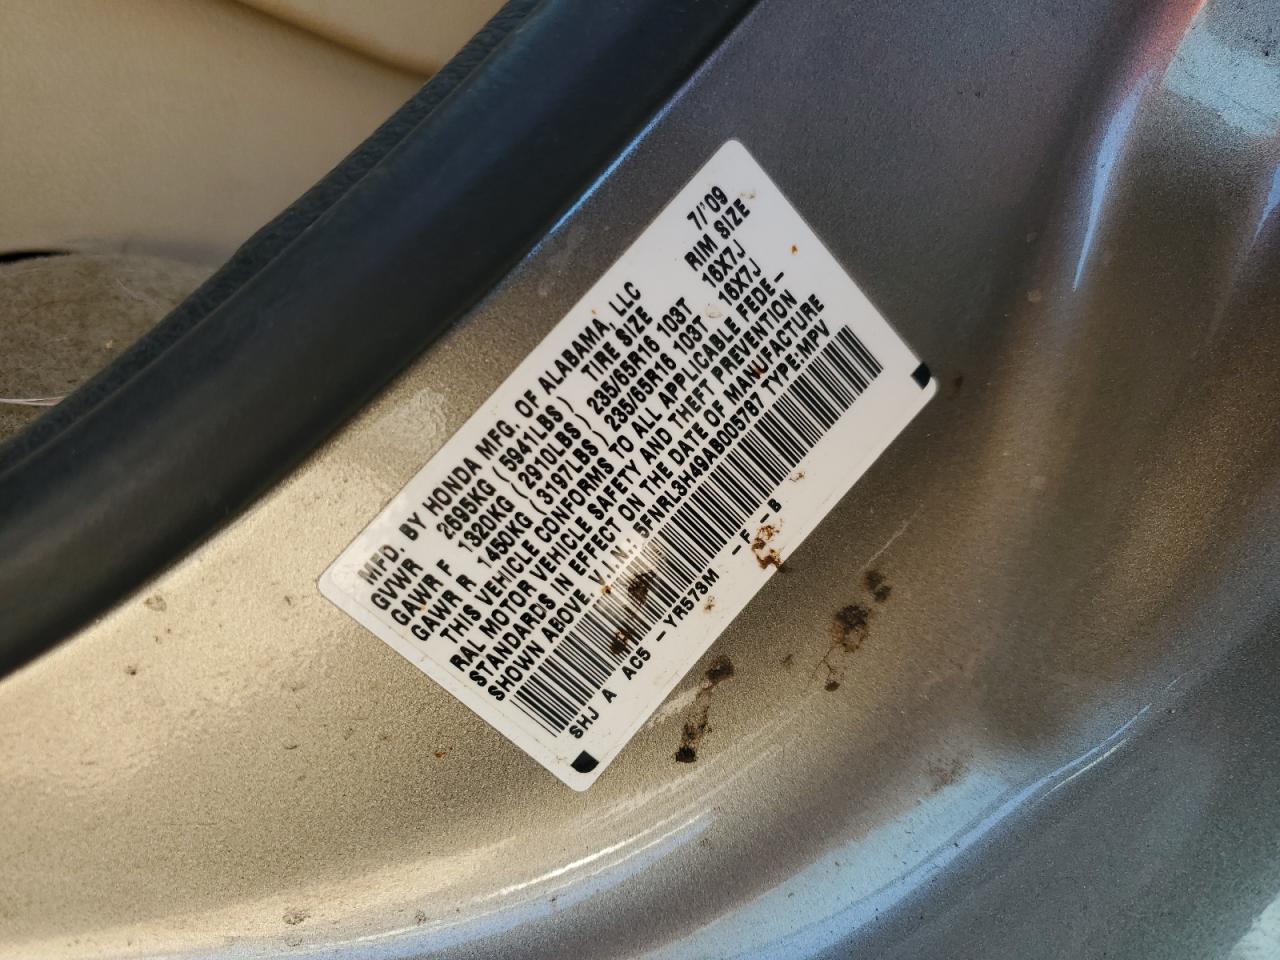 MFD. BY HONDA MFG. OF ALABAMA, LLC 7/'09
GVWR 2695KG (5941LBS) TIRE SIZE RIM SIZE
GAWR F 1320KG (2910LBS) 235/65R16 103T 16X7J
GAWR R 1450KG (3197LBS) 235/65R16 103T 16X7J
THIS VEHICLE CONFORMS TO ALL APPLICABLE FEDE-
RAL MOTOR VEHICLE SAFETY AND THEFT PREVENTION
STANDARDS IN EFFECT ON THE DATE OF MANUFACTURE
SHOWN ABOVE. V.I.N.: 5FNRL3H49AB005797 TYPE:MPV
SHJ A AC5 -YR573M -F -B